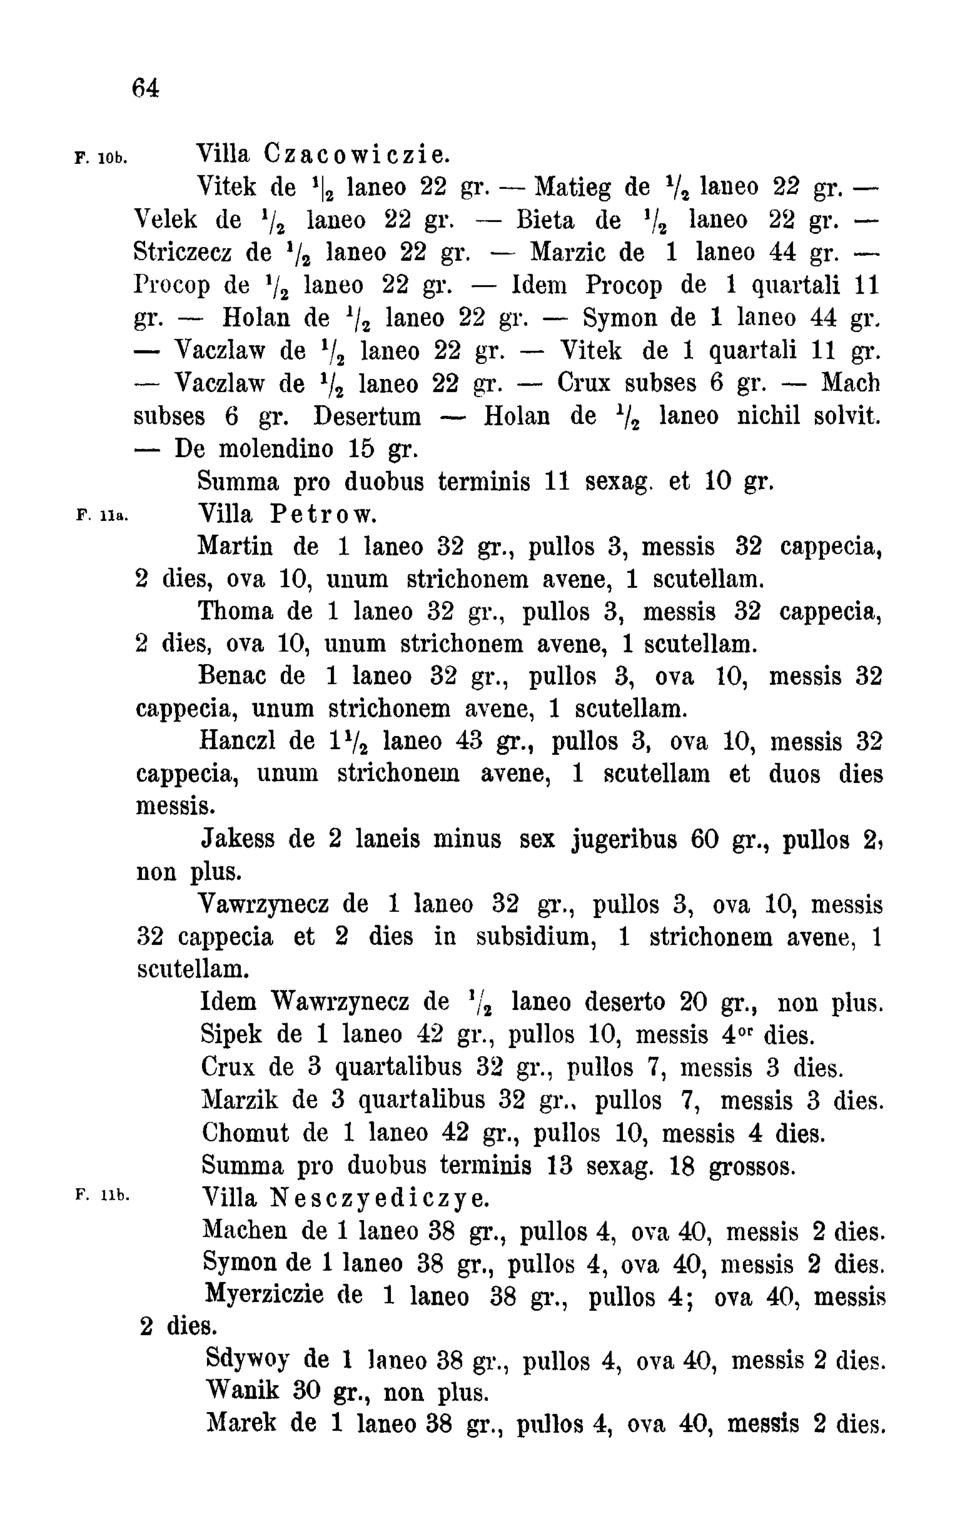 64
F. 10b. Villa Czacowiczie.
Vitek de 1|2 laneo 22 gr. — Matieg de 1/2 laneo 22 gr. —
Velek de 1/2 laneo 22 gr. — Bieta de 1/2 laneo 22 gr. —
Striczecz de 1/2 laneo 22 gr. — Marzic de 1 laneo 44 gr. —
Procop de 1/2 laneo 22 gr. — Idem Procop de 1 quartali 11
gr. — Holan de 1/2 laneo 22 gr. — Symon de 1 laneo 44 gr.
— Vaczlaw de 1/2 laneo 22 gr. — Vitek de 1 quartali 11 gr.
— Vaczlaw de 1/2 laneo 22 gr. — Crux subses 6 gr. — Mach
subses 6 gr. Desertum — Holan de 1/2 laneo nichil solvit.
— De molendino 15 gr.
Summa pro duobus terminis 11 sexag. et 10 gr.
F. 11a. Villa Petrow.
Martin de 1 laneo 32 gr., pullos 3, messis 32 cappecia,
2 dies, ova 10, unum strichonem avene, 1 scutellam.
Thoma de 1 laneo 32 gr., pullos 3, messis 32 cappecia,
2 dies, ova 10, unum strichonem avene, 1 scutellam.
Benac de 1 laneo 32 gr., pullos 3, ova 10, messis 32
cappecia, unum strichonem avene, 1 scutellam.
Hanczl de 1 1/2 laneo 43 gr., pullos 3, ova 10, messis 32
cappecia, unum strichonem avene, 1 scutellam et duos dies
messis.
Jakess de 2 laneis minus sex jugeribus 60 gr., pullos 2,
non plus.
Vawrzynecz de 1 laneo 32 gr., pullos 3, ova 10, messis
32 cappecia et 2 dies in subsidium, 1 strichonem avene, 1
scutellam.
Idem Wawrzynecz de 1/2 laneo deserto 20 gr., non plus.
Sipek de 1 laneo 42 gr., pullos 10, messis 4or dies.
Crux de 3 quartalibus 32 gr., pullos 7, messis 3 dies.
Marzik de 3 quartalibus 32 gr., pullos 7, messis 3 dies.
Chomut de 1 laneo 42 gr., pullos 10, messis 4 dies.
Summa pro duobus terminis 13 sexag. 18 grossos.
F. 11b. Villa Nesczyediczye.
Machen de 1 laneo 38 gr., pullos 4, ova 40, messis 2 dies.
Symon de 1 laneo 38 gr., pullos 4, ova 40, messis 2 dies.
Myerziczie de 1 laneo 38 gr., pullos 4; ova 40, messis
2 dies.
Sdywoy de 1 laneo 38 gr., pullos 4, ova 40, messis 2 dies.
Wanik 30 gr., non plus.
Marek de 1 laneo 38 gr., pullos 4, ova 40, messis 2 dies.